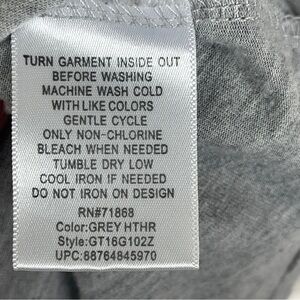 TURN GARMENT INSIDE OUT
BEFORE WASHING
MACHINE WASH COLD
WITH LIKE COLORS
GENTLE CYCLE
ONLY NON-CHLORINE
BLEACH WHEN NEEDED
TUMBLE DRY LOW
COOL IRON IF NEEDED
DO NOT IRON ON DESIGN
RN#71868
Color:GREY HTHR
Style:GT16G102Z
UPC:88764845970